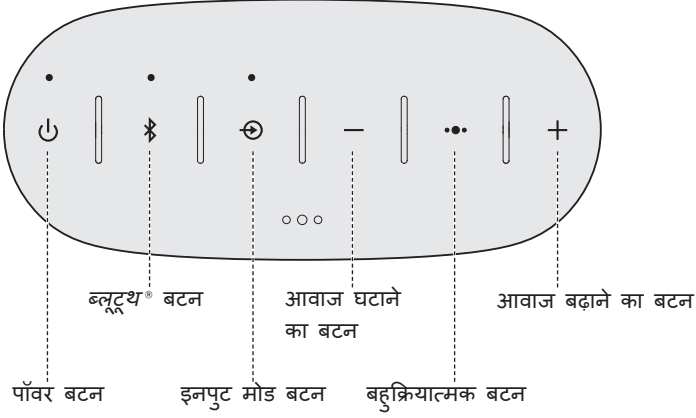 ब्लूटूथ® बटन
आवाज घटाने
का बटन
आवाज बढ़ाने का बटन
पॉवर बटन
इनपुट मोड बटन
बहुक्रियात्मक बटन